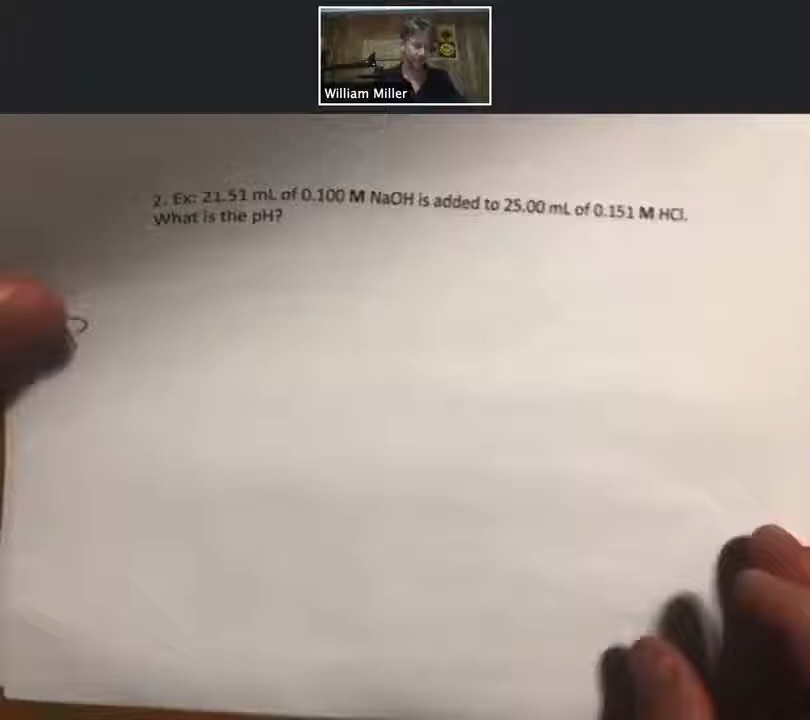 William Miller
2. Ex: 21.51 mL of 0.100 M NaOH is added to 25.00 mL of 0.151 M HCl.
What is the pH?